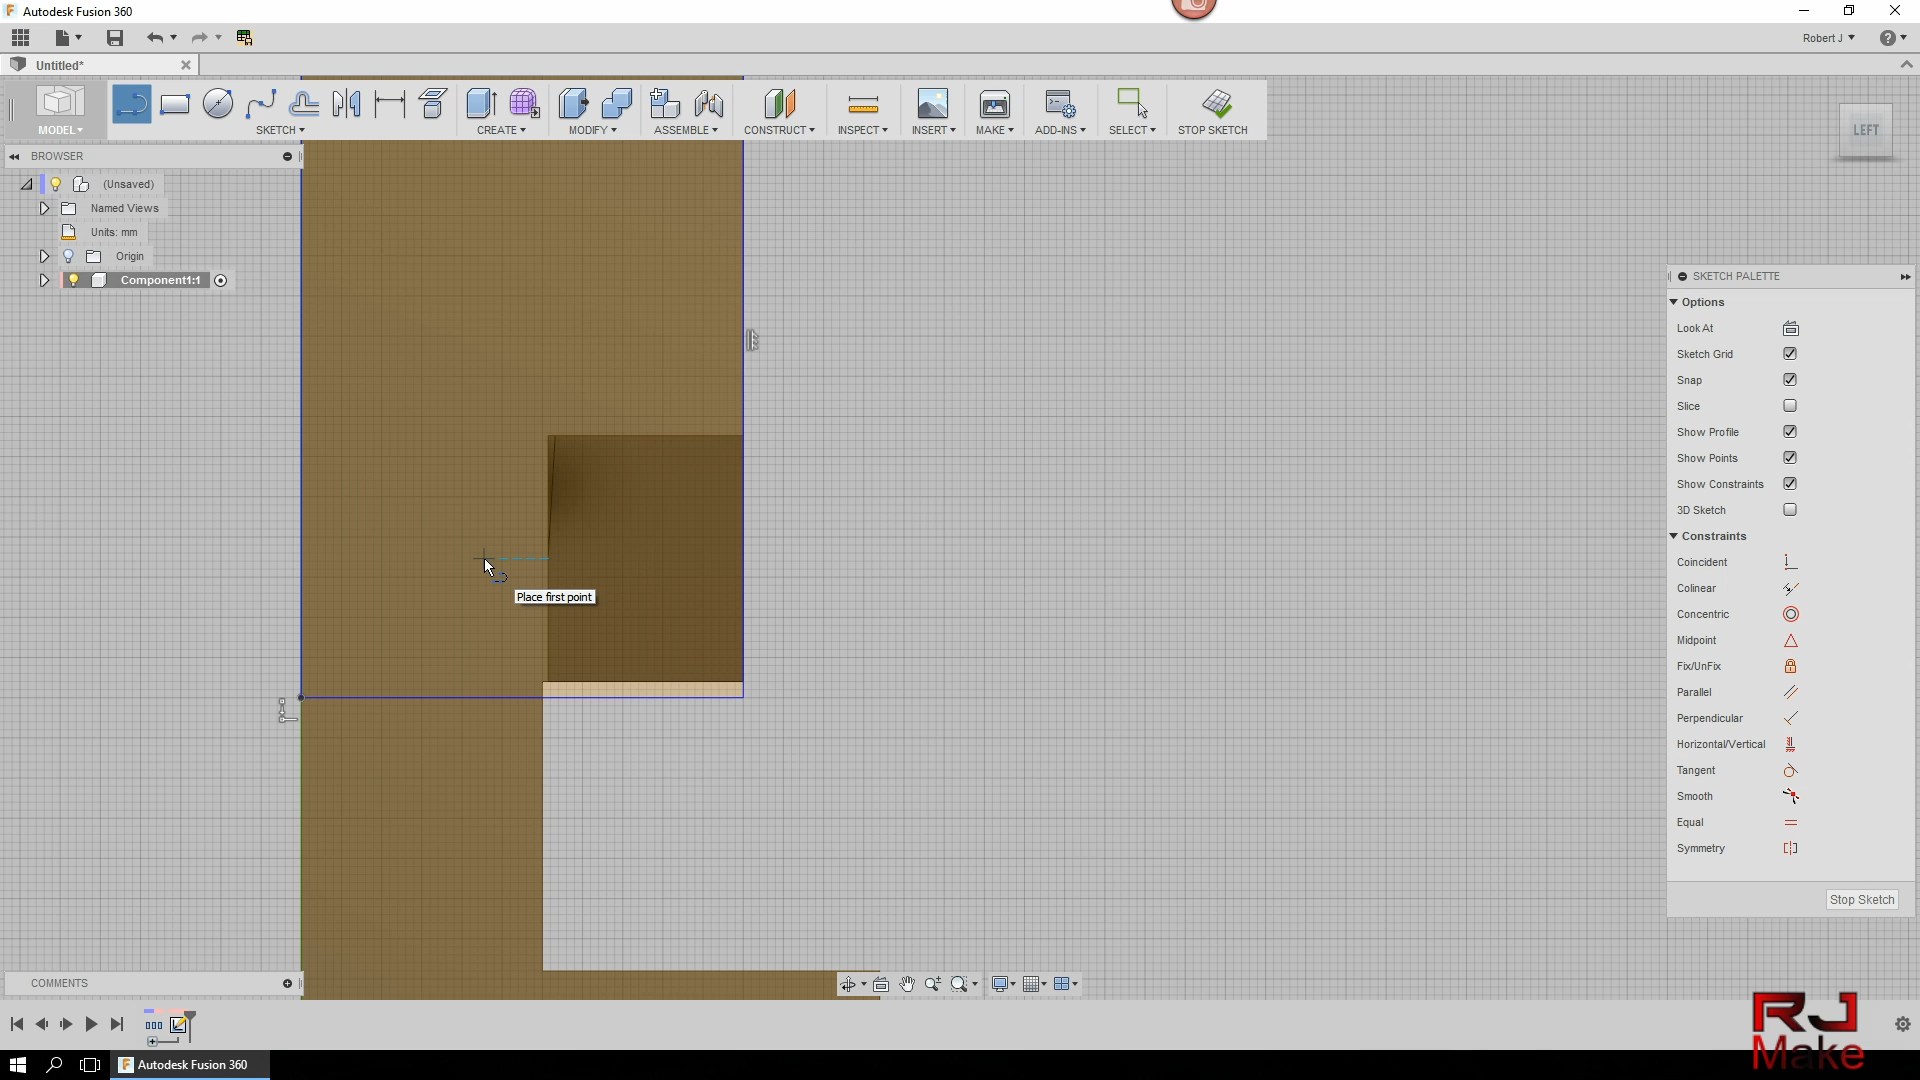 Autodesk Fusion 360
Robert J
Untitled*
MODEL
SKETCH
CREATE
MODIFY
ASSEMBLE
CONSTRUCT
INSPECT
INSERT
MAKE
ADD-INS
SELECT
STOP SKETCH
LEFT
BROWSER
(Unsaved)
Named Views
Units: mm
Origin
Component1:1
Place first point
SKETCH PALETTE
Options
Look At
Sketch Grid
Snap
Slice
Show Profile
Show Points
Show Constraints
3D Sketch
Constraints
Coincident
Colinear
Concentric
Midpoint
Fix/UnFix
Parallel
Perpendicular
Horizontal/Vertical
Tangent
Smooth
Equal
Symmetry
Stop Sketch
COMMENTS
RJ
Make
Autodesk Fusion 360